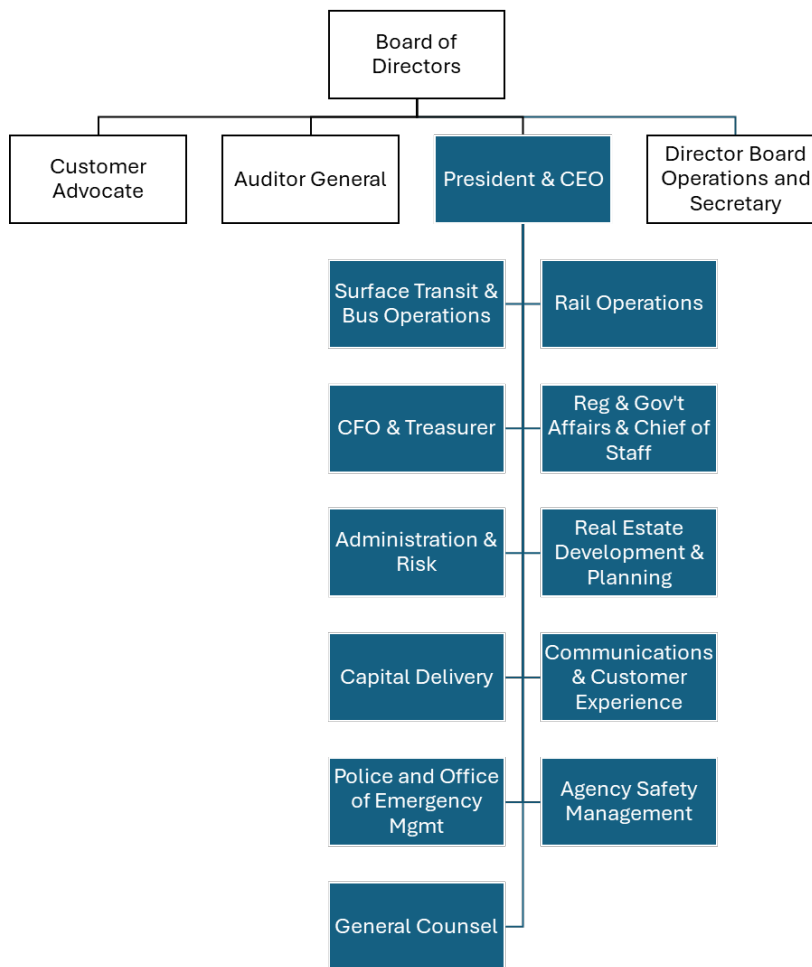 Board of
Directors
Customer
Advocate
Auditor General
President & CEO
Director Board
Operations and
Secretary
Surface Transit &
Bus Operations
Rail Operations
CFO & Treasurer
Reg & Gov't
Affairs & Chief of
Staff
Administration &
Risk
Real Estate
Development &
Planning
Capital Delivery
Communications
& Customer
Experience
Police and Office
of Emergency
Mgmt
Agency Safety
Management
General Counsel